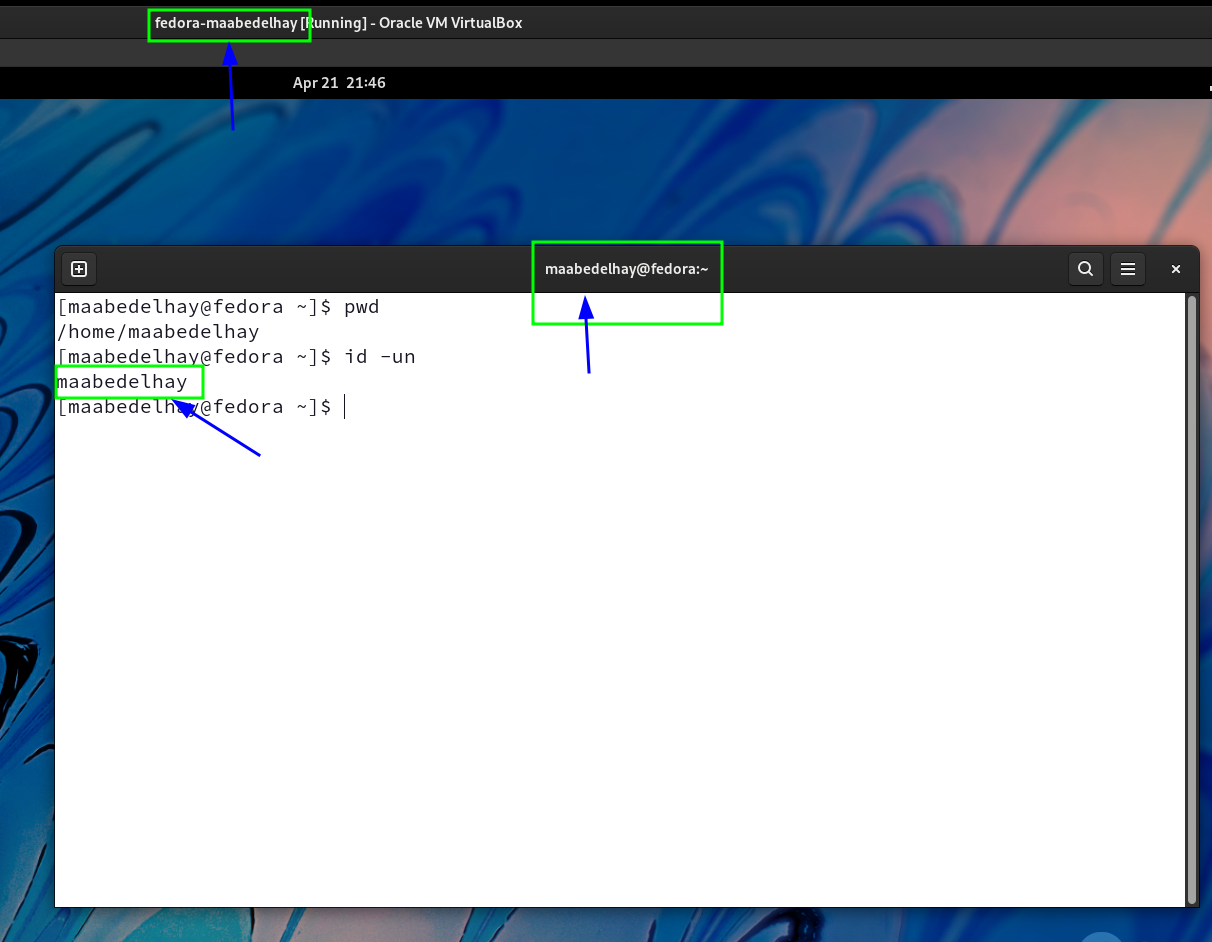 fedora-maabedelhay [Running] - Oracle VM VirtualBox
Apr 21 21:46
maabedelhay@fedora:~
[maabedelhay@fedora ~]$ pwd
/home/maabedelhay
[maabedelhay@fedora ~]$ id -un
maabedelhay
[maabedelhay@fedora ~]$